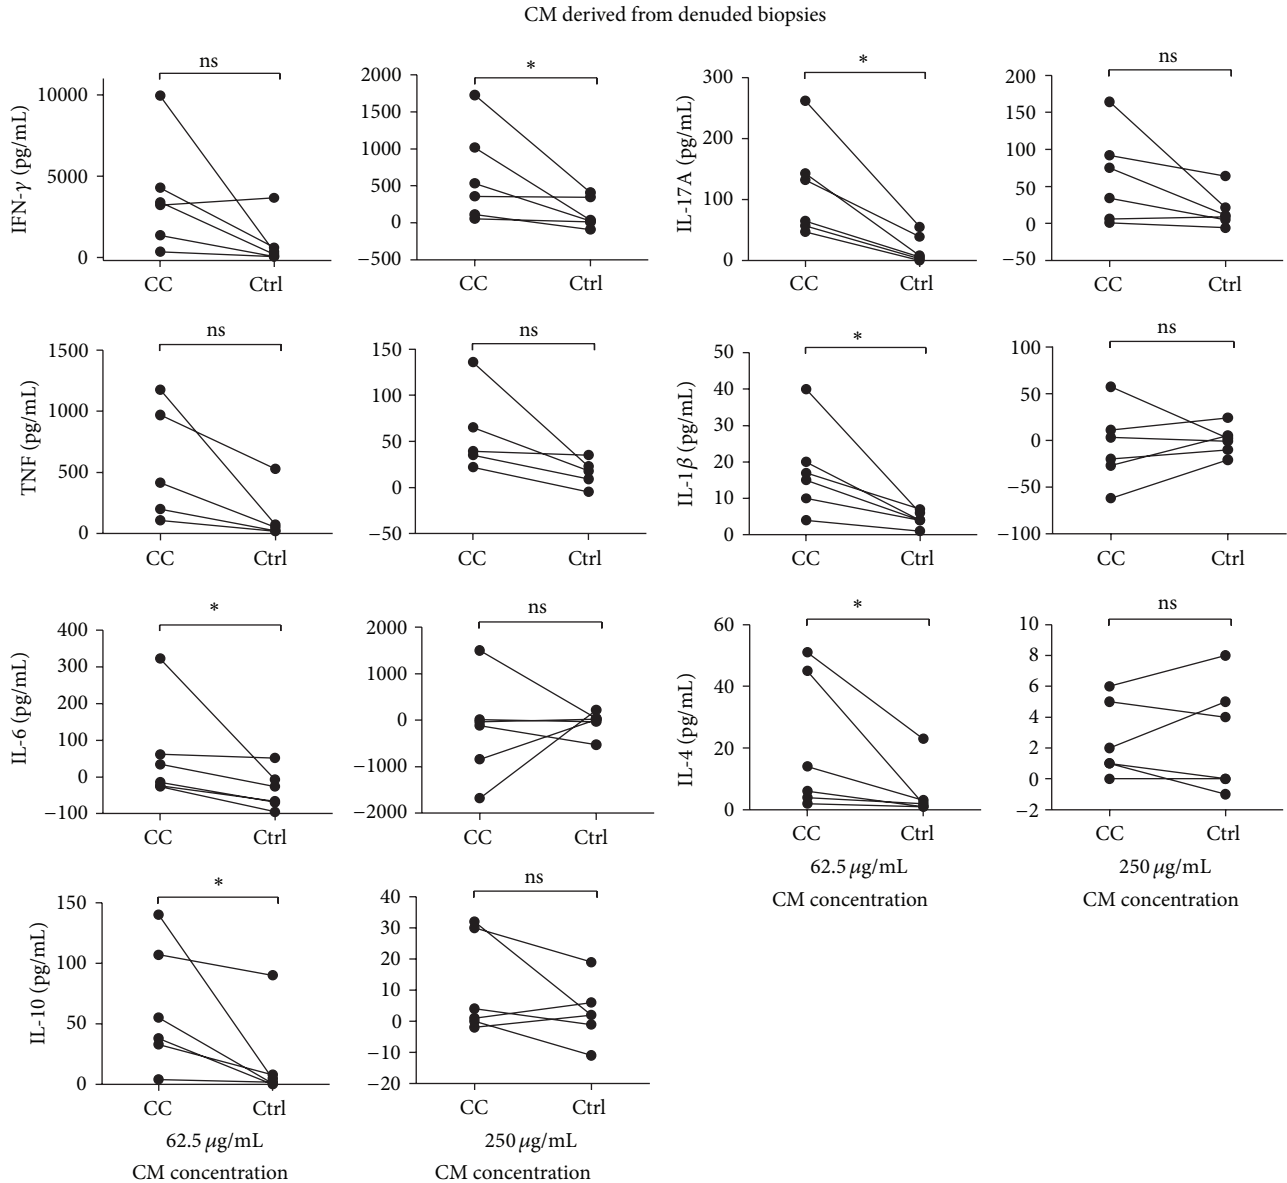 CM derived from denuded biopsies
ns
10000
5000
0
IFN-γ (pg/mL)
CC Ctrl
*
2000
1500
1000
500
0
−500
CC Ctrl
*
300
200
100
0
IL-17A (pg/mL)
CC Ctrl
ns
200
150
100
50
0
−50
CC Ctrl
ns
1500
1000
500
0
TNF (pg/mL)
CC Ctrl
ns
150
100
50
0
−50
CC Ctrl
*
50
40
30
20
10
0
IL-1β (pg/mL)
CC Ctrl
ns
100
50
0
−50
−100
CC Ctrl
*
400
300
200
100
0
−100
IL-6 (pg/mL)
CC Ctrl
ns
2000
1000
0
−1000
−2000
CC Ctrl
*
60
40
20
0
IL-4 (pg/mL)
CC Ctrl
62.5 μg/mL
CM concentration
ns
10
8
6
4
2
0
−2
CC Ctrl
250 μg/mL
CM concentration
*
150
100
50
0
IL-10 (pg/mL)
CC Ctrl
62.5 μg/mL
CM concentration
ns
40
30
20
10
0
−10
−20
CC Ctrl
250 μg/mL
CM concentration